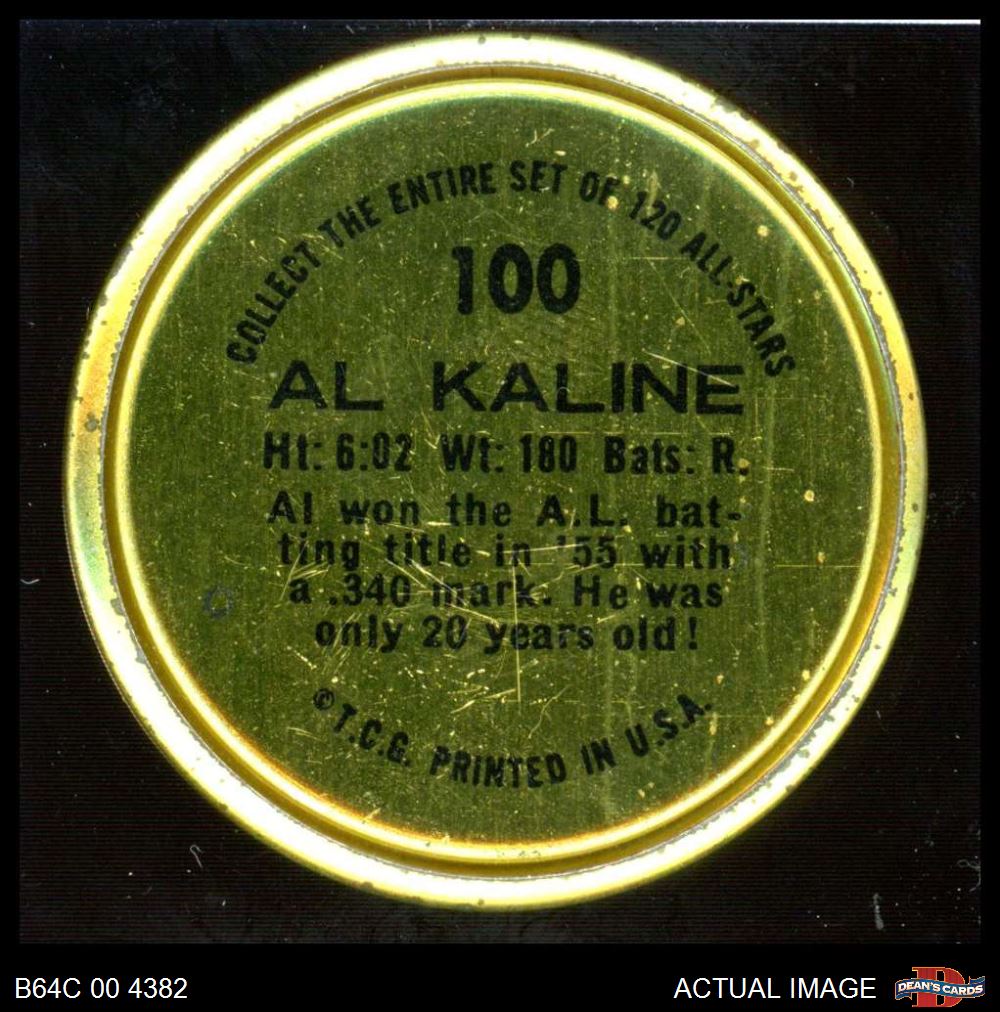 COLLECT THE ENTIRE SET OF 120 ALL-STARS
100
AL KALINE
Ht: 6:02 Wt: 180 Bats: R.
Al won the A.L. bat-
ting title in '55 with
a .340 mark. He was
only 20 years old!
© T.C.G. PRINTED IN U.S.A.
B64C 00 4382
ACTUAL IMAGE
DEAN'S CARDS